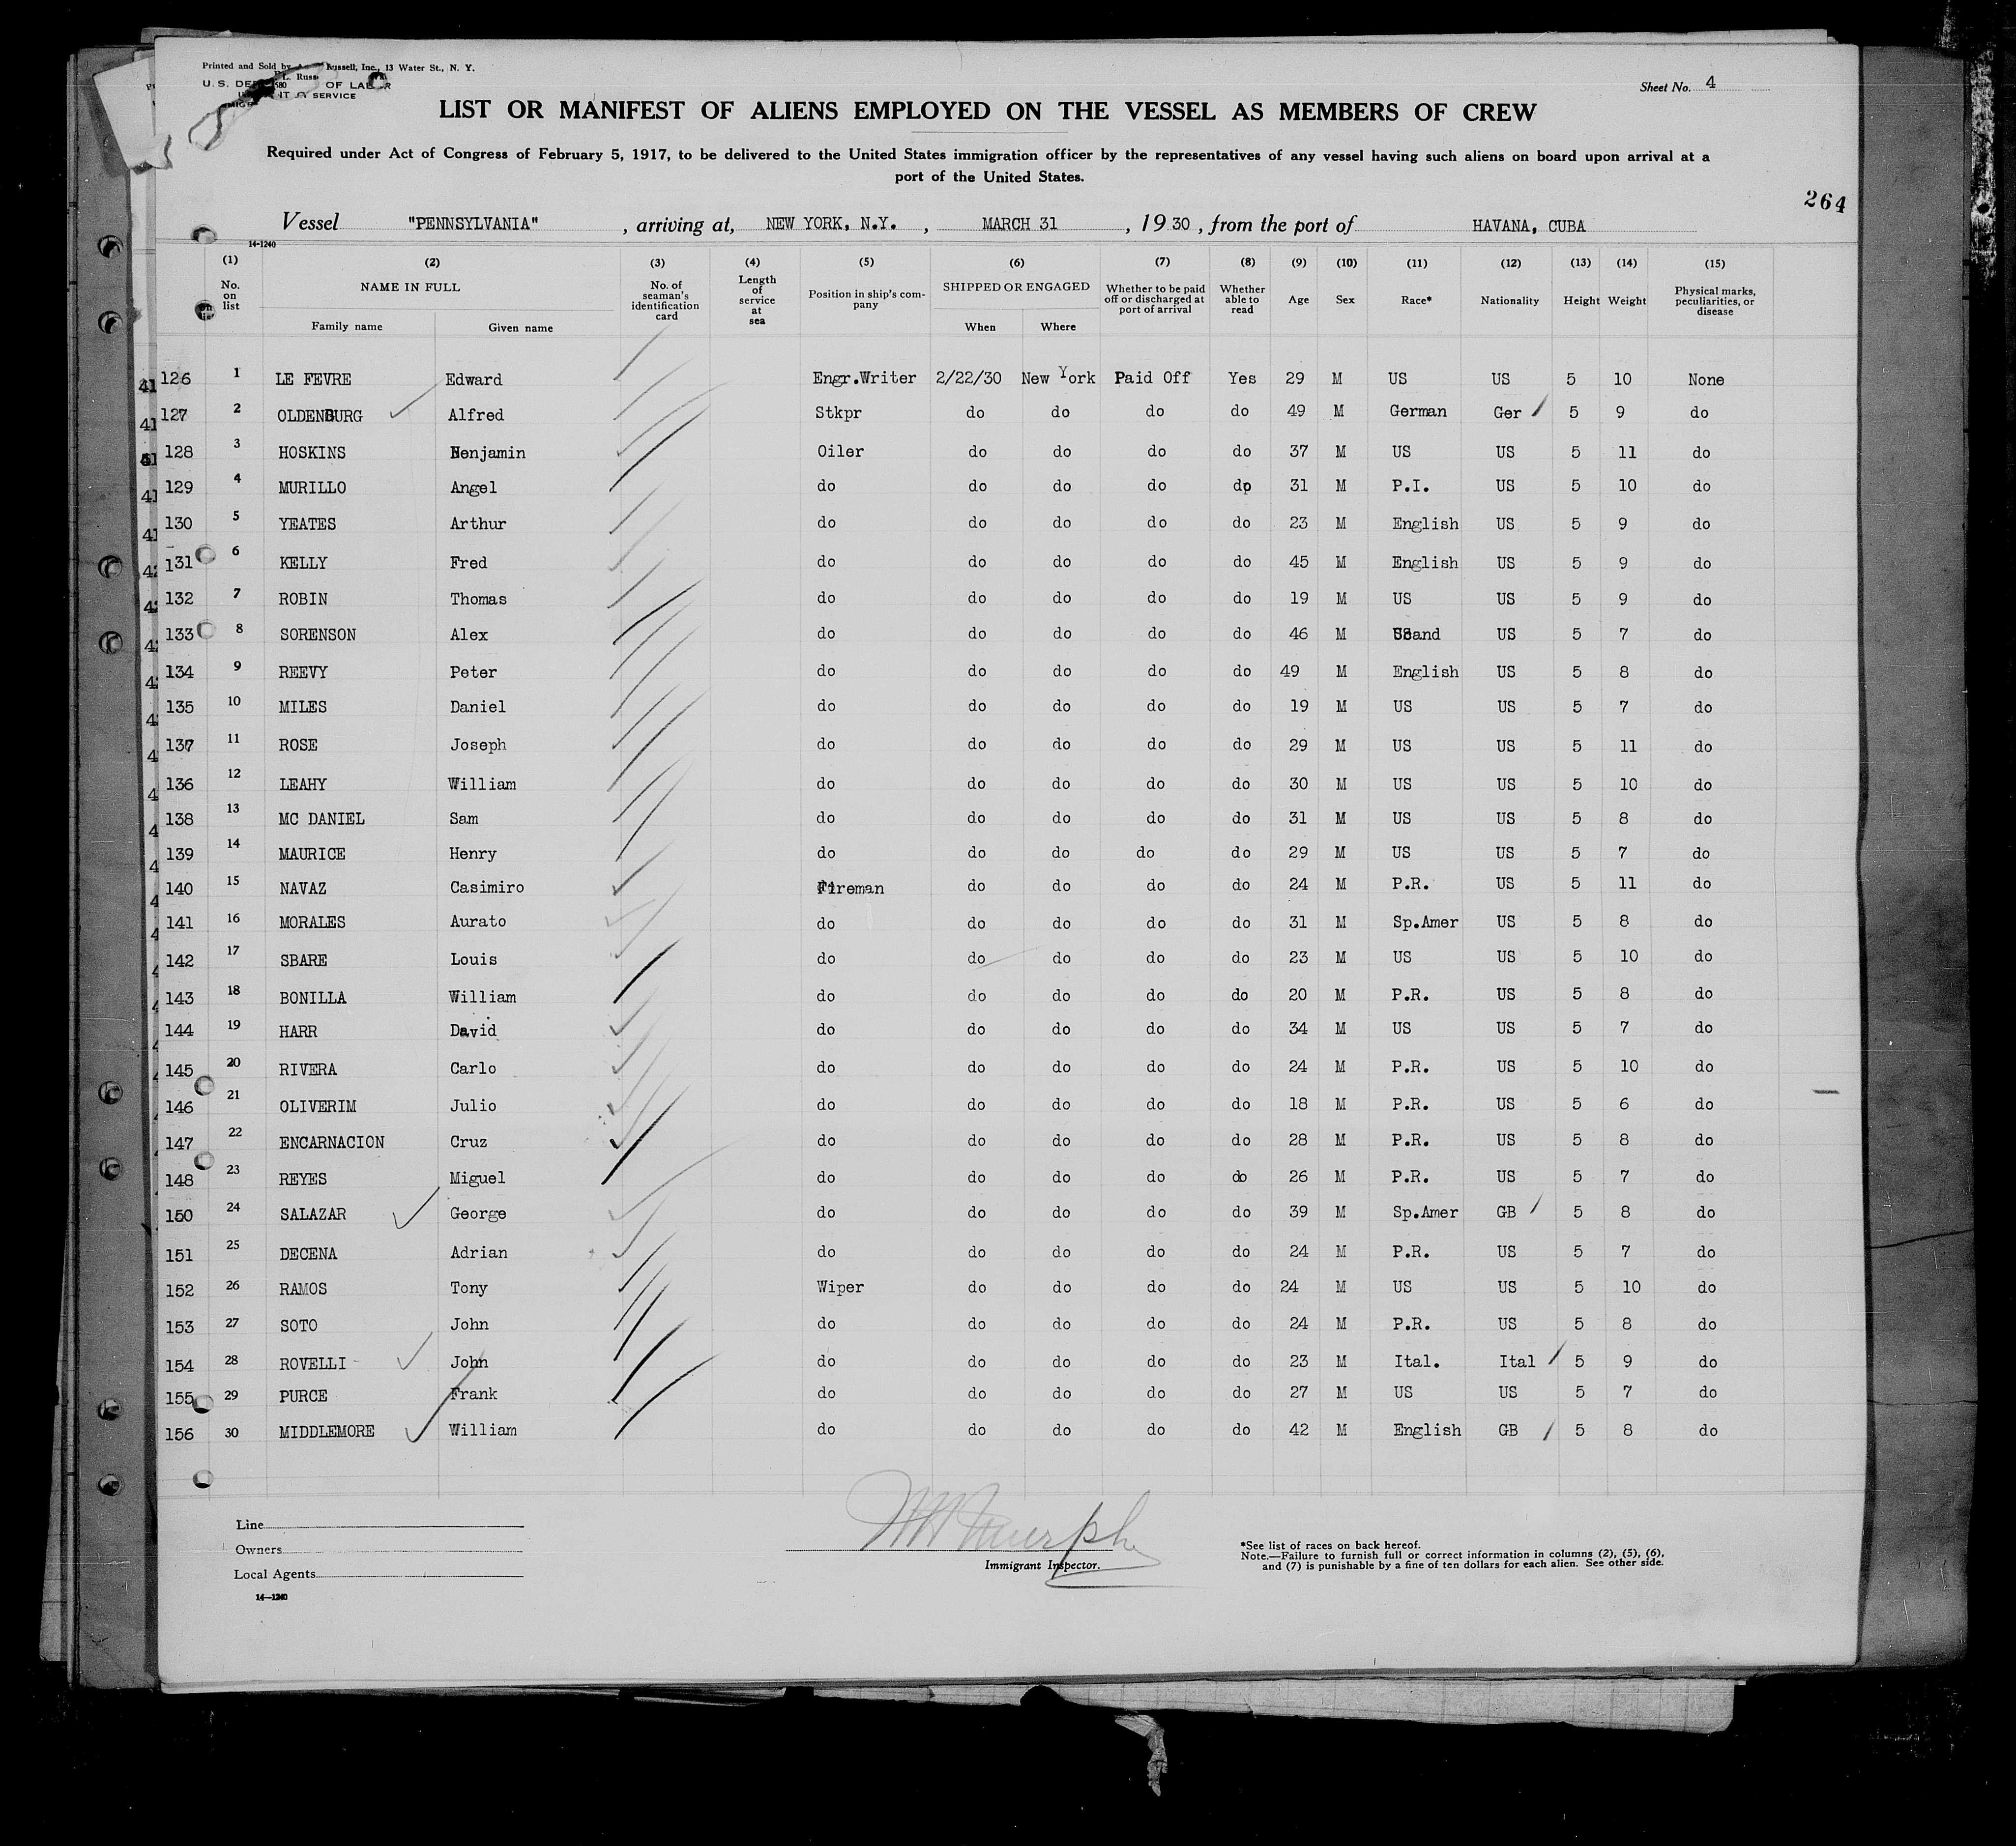 Printed and Sold by Russell, Inc., 13 Water St., N. Y.
U. S. OF LABOR
SERVICE
Sheet No. 4
LIST OR MANIFEST OF ALIENS EMPLOYED ON THE VESSEL AS MEMBERS OF CREW
Required under Act of Congress of February 5, 1917, to be delivered to the United States immigration officer by the representatives of any vessel having such aliens on board upon arrival at a
port of the United States.
264
Vessel "PENNSYLVANIA", arriving at, NEW YORK, N.Y., MARCH 31, 1930, from the port of HAVANA, CUBA
14-1240
(1) (2) (3) (4) (5) (6) (7) (8) (9) (10) (11) (12) (13) (14) (15)
No. on list NAME IN FULL Family name Given name No. of seaman's identification card Length of service at sea Position in ship's company SHIPPED OR ENGAGED When Where Whether to be paid off or discharged at port of arrival Whether able to read Age Sex Race* Nationality Height Weight Physical marks, peculiarities, or disease
126 1 LE FEVRE Edward Engr.Writer 2/22/30 New York Paid Off Yes 29 M US US 5 10 None
127 2 OLDENBURG Alfred Stkpr do do do do 49 M German Ger 5 9 do
128 3 HOSKINS Benjamin Oiler do do do do 37 M US US 5 11 do
129 4 MURILLO Angel do do do do do 31 M P.I. US 5 10 do
130 5 YEATES Arthur do do do do do 23 M English US 5 9 do
131 6 KELLY Fred do do do do do 45 M English US 5 9 do
132 7 ROBIN Thomas do do do do do 19 M US US 5 9 do
133 8 SORENSON Alex do do do do do 46 M Scand US 5 7 do
134 9 REEVY Peter do do do do do 49 M English US 5 8 do
135 10 MILES Daniel do do do do do 19 M US US 5 7 do
137 11 ROSE Joseph do do do do do 29 M US US 5 11 do
136 12 LEAHY William do do do do do 30 M US US 5 10 do
138 13 MC DANIEL Sam do do do do do 31 M US US 5 8 do
139 14 MAURICE Henry do do do do do 29 M US US 5 7 do
140 15 NAVAZ Casimiro Fireman do do do do 24 M P.R. US 5 11 do
141 16 MORALES Aurato do do do do do 31 M Sp.Amer US 5 8 do
142 17 SBARE Louis do do do do do 23 M US US 5 10 do
143 18 BONILLA William do do do do do 20 M P.R. US 5 8 do
144 19 HARR David do do do do do 34 M US US 5 7 do
145 20 RIVERA Carlo do do do do do 24 M P.R. US 5 10 do
146 21 OLIVERIM Julio do do do do do 18 M P.R. US 5 6 do
147 22 ENCARNACION Cruz do do do do do 28 M P.R. US 5 8 do
148 23 REYES Miguel do do do do do 26 M P.R. US 5 7 do
150 24 SALAZAR George do do do do do 39 M Sp.Amer GB 5 8 do
151 25 DECENA Adrian do do do do do 24 M P.R. US 5 7 do
152 26 RAMOS Tony Wiper do do do do 24 M US US 5 10 do
153 27 SOTO John do do do do do 24 M P.R. US 5 8 do
154 28 ROVELLI John do do do do do 23 M Ital. Ital 5 9 do
155 29 PURCE Frank do do do do do 27 M US US 5 7 do
156 30 MIDDLEMORE William do do do do do 42 M English GB 5 8 do
Line
Owners
Local Agents
14-1240
Immigrant Inspector.
*See list of races on back hereof.
Note.—Failure to furnish full or correct information in columns (2), (5), (6),
and (7) is punishable by a fine of ten dollars for each alien. See other side.